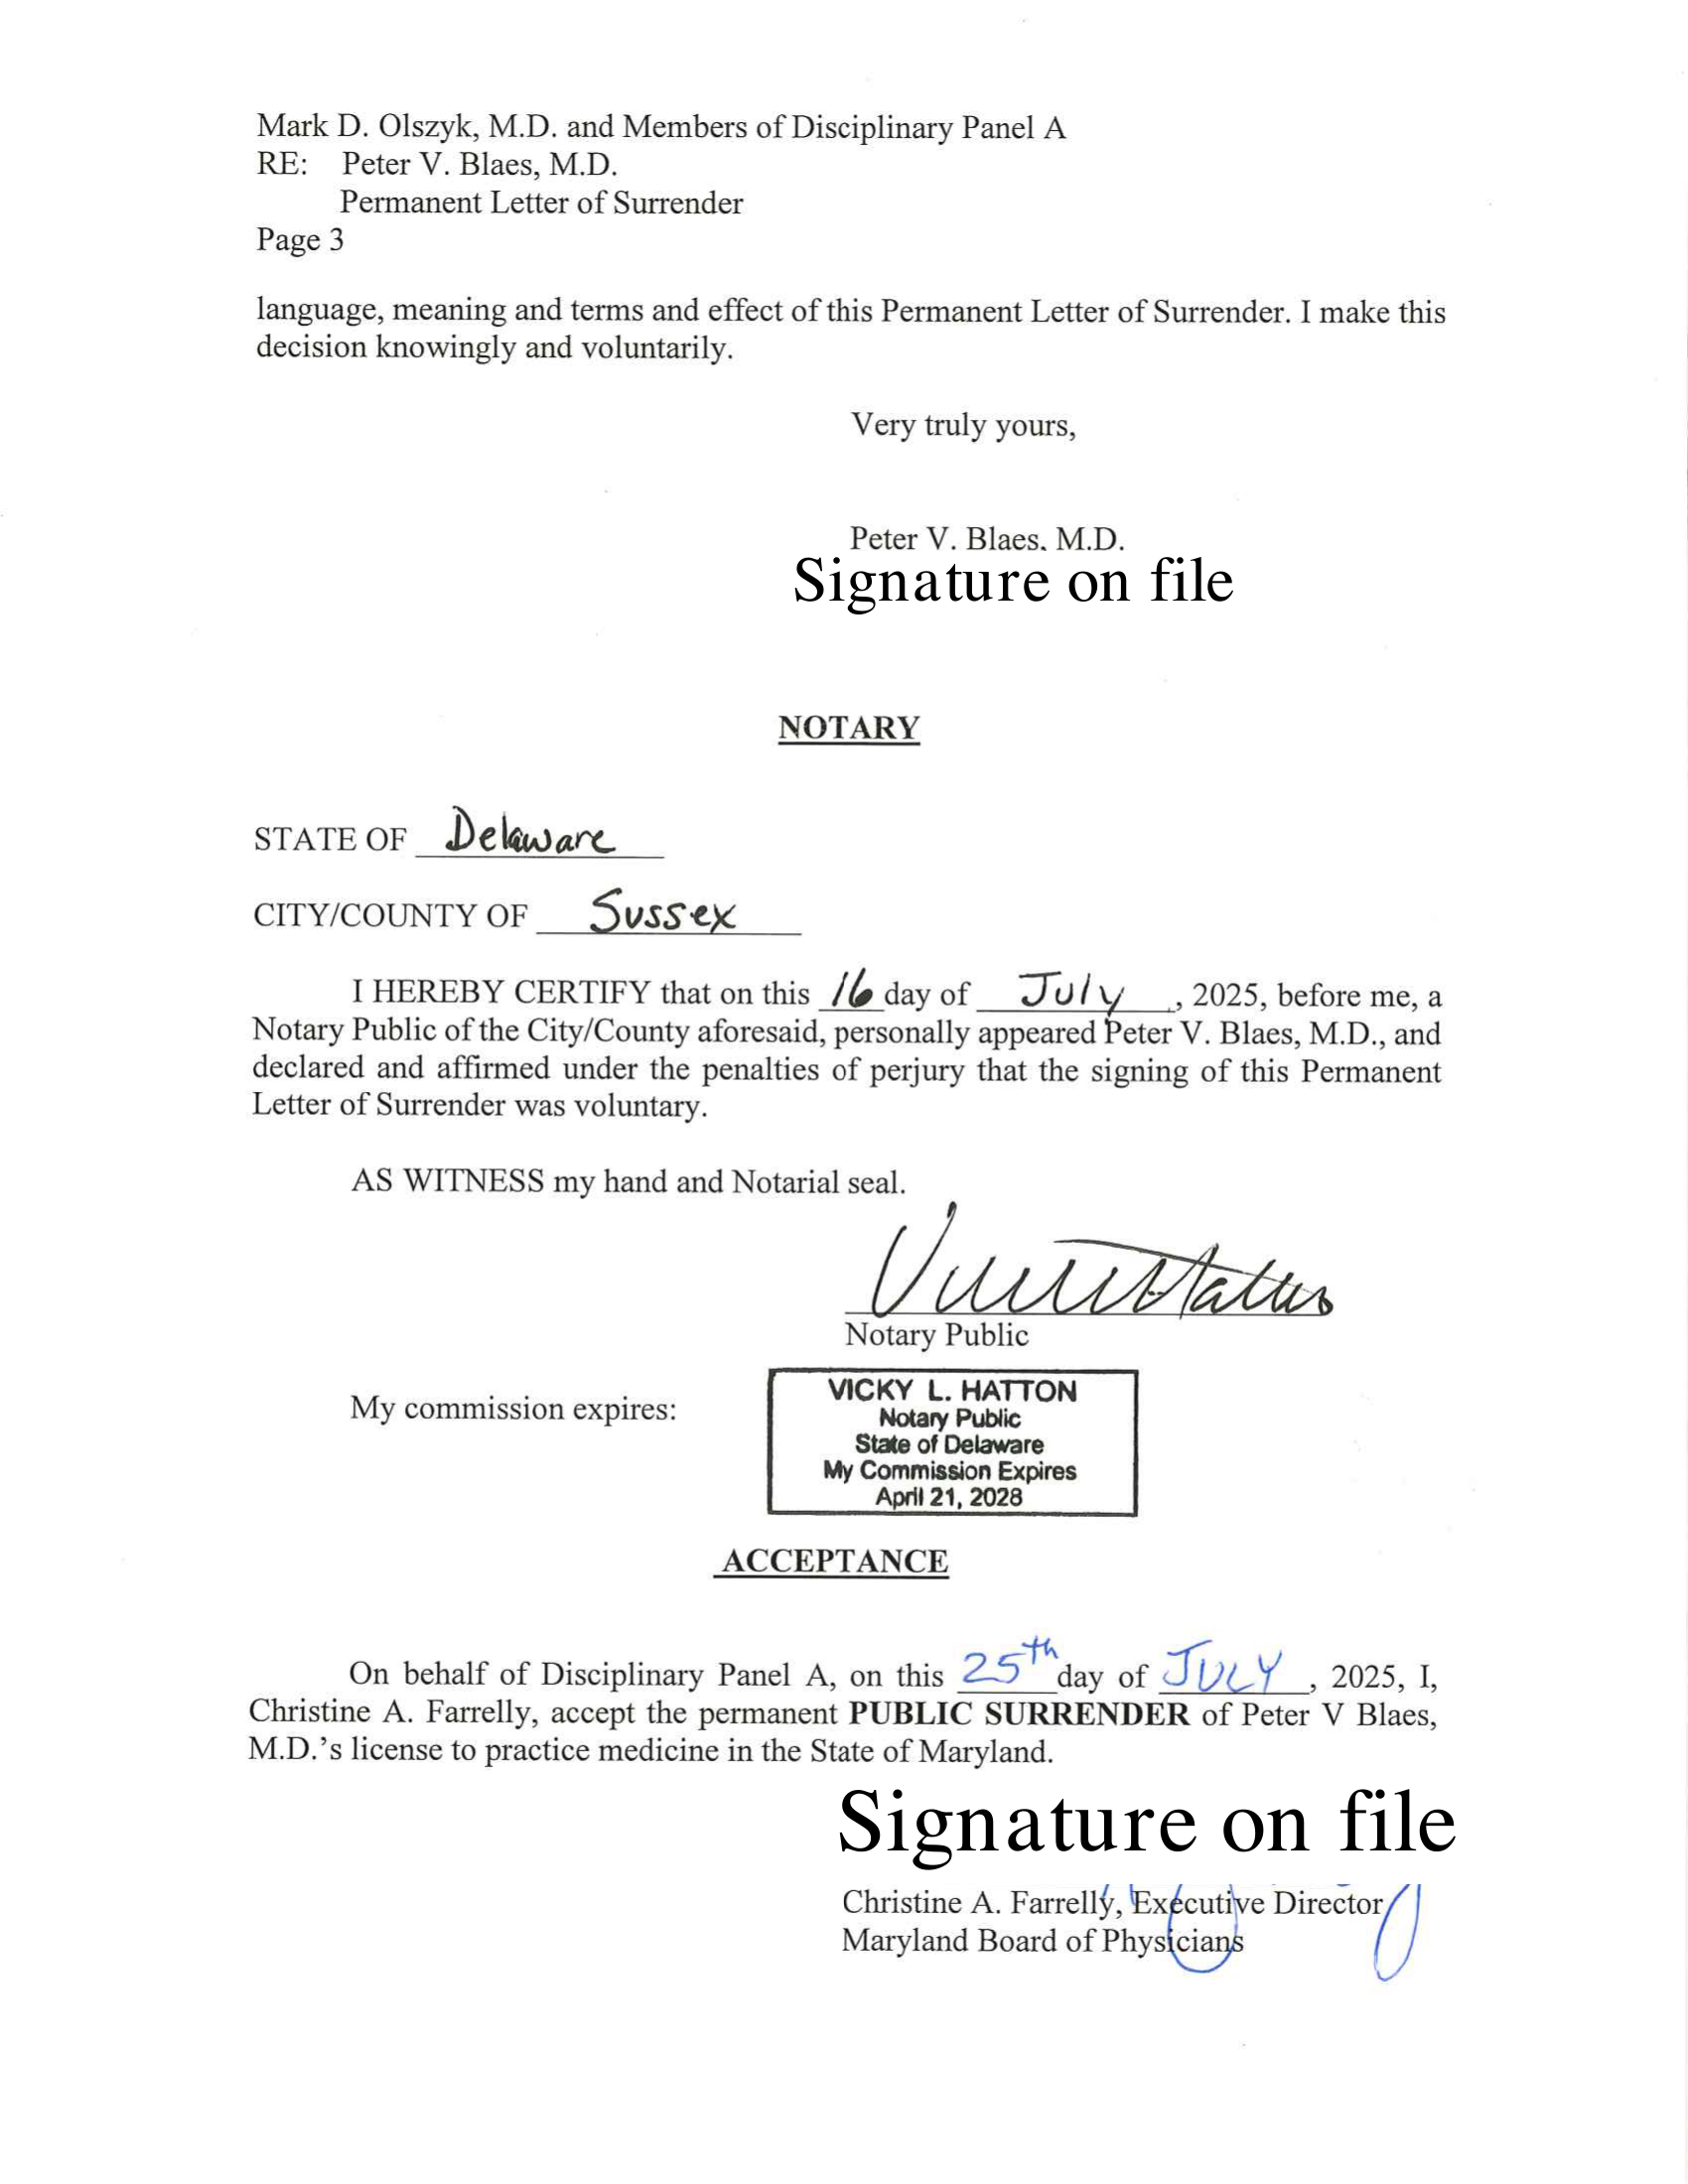 Mark D. Olszyk, M.D. and Members of Disciplinary Panel A
RE: Peter V. Blaes, M.D.
Permanent Letter of Surrender
Page 3
language, meaning and terms and effect of this Permanent Letter of Surrender. I make this
decision knowingly and voluntarily.
Very truly yours,
Peter V. Blaes, M.D.
Signature on file
NOTARY
STATE OF Delaware
CITY/COUNTY OF Sussex
I HEREBY CERTIFY that on this 16 day of July, 2025, before me, a
Notary Public of the City/County aforesaid, personally appeared Peter V. Blaes, M.D., and
declared and affirmed under the penalties of perjury that the signing of this Permanent
Letter of Surrender was voluntary.
AS WITNESS my hand and Notarial seal.
Notary Public
My commission expires:
VICKY L. HATTON
Notary Public
State of Delaware
My Commission Expires
April 21, 2028
ACCEPTANCE
On behalf of Disciplinary Panel A, on this 25th day of JULY, 2025, I,
Christine A. Farrelly, accept the permanent PUBLIC SURRENDER of Peter V Blaes,
M.D.'s license to practice medicine in the State of Maryland.
Signature on file
Christine A. Farrelly, Executive Director
Maryland Board of Physicians